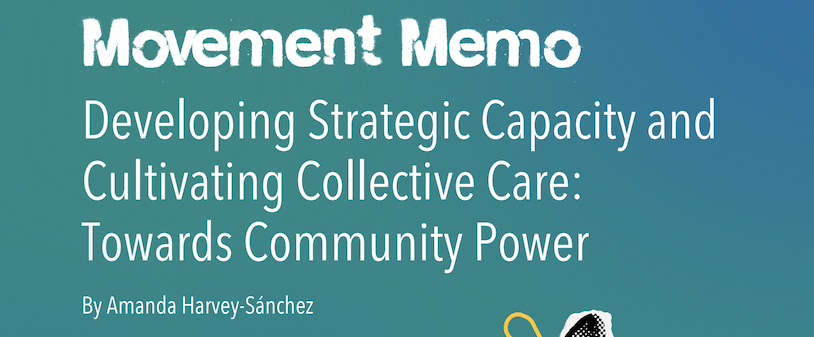 Movement Memo
Developing Strategic Capacity and
Cultivating Collective Care:
Towards Community Power
By Amanda Harvey-Sánchez